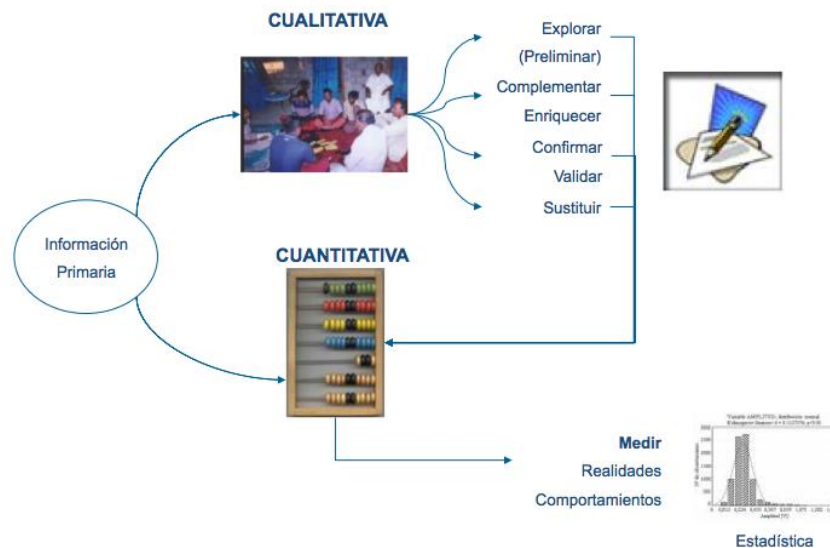 CUALITATIVA
Explorar
(Preliminar)
Complementar
Enriquecer
Confirmar
Validar
Sustituir
Información
Primaria
CUANTITATIVA
Medir
Realidades
Comportamientos
Estadística